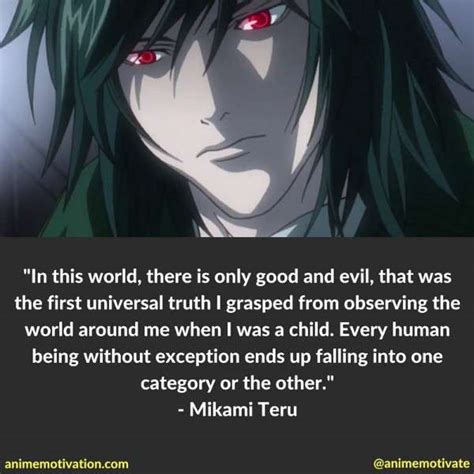 "In this world, there is only good and evil, that was
the first universal truth I grasped from observing the
world around me when I was a child. Every human
being without exception ends up falling into one
category or the other."
- Mikami Teru
animemotivation.com
@animemotivate